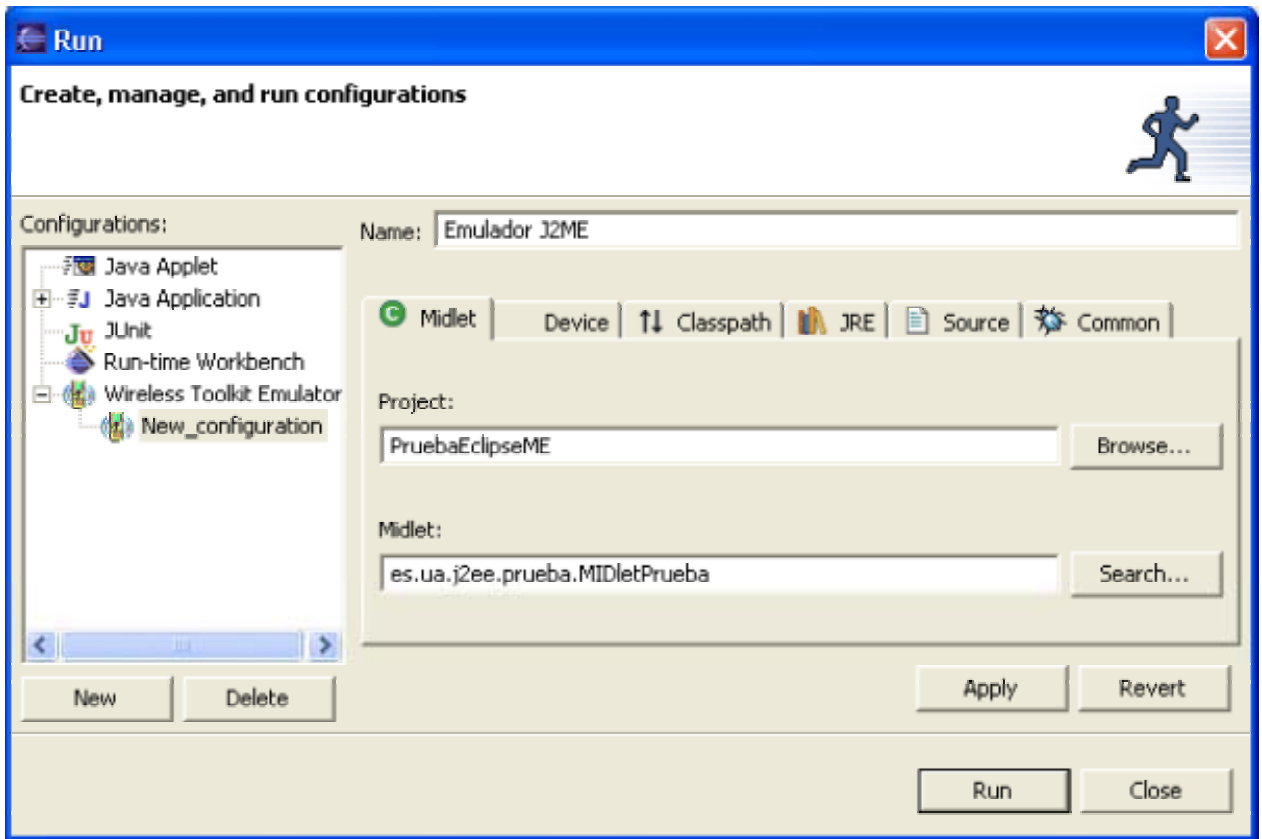 Run
Create, manage, and run configurations
Configurations:
Java Applet
Java Application
JUnit
Run-time Workbench
Wireless Toolkit Emulator
New_configuration
New Delete
Name: Emulador J2ME
Midlet Device Classpath JRE Source Common
Project:
PruebaEclipseME Browse...
Midlet:
es.ua.j2ee.prueba.MIDletPrueba Search...
Apply Revert
Run Close